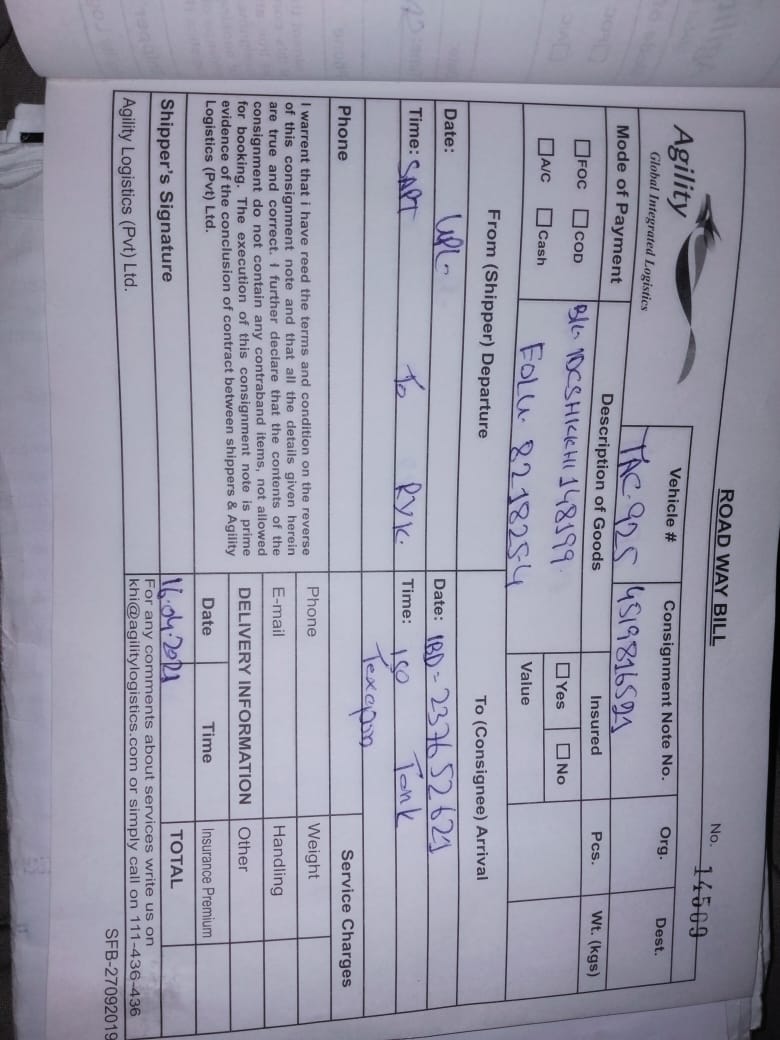 ROAD WAY BILL
No. 14509
Agility
Global Integrated Logistics
Vehicle # Consignment Note No. Org. Dest.
TAC-925 4519816521
Mode of Payment Description of Goods Insured Pcs. Wt. (kgs)
FOC COD Yes No
B/L- 1DCSHIKKHI148199
A/C Cash Value
EOLU- 821825-4
From (Shipper) Departure To (Consignee) Arrival
Date: UPL- Date: IBD= 237652621
Time: SAPT To RYK. Time: ISO Tank
Texapon
Phone Service Charges
Phone Weight
E-mail Handling
DELIVERY INFORMATION Other
Date Time Insurance Premium
16-04-2021 TOTAL
I warrent that i have reed the terms and condition on the reverse
of this consignment note and that all the details given herein
are true and correct. I further declare that the contents of the
consignment do not contain any contraband items, not allowed
for booking. The execution of this consignment note is prime
evidence of the conclusion of contract between shippers & Agility
Logistics (Pvt) Ltd.
Shipper's Signature
Agility Logistics (Pvt) Ltd.
For any comments about services write us on
khi@agilitylogistics.com or simply call on 111-436-436
SFB-27092019